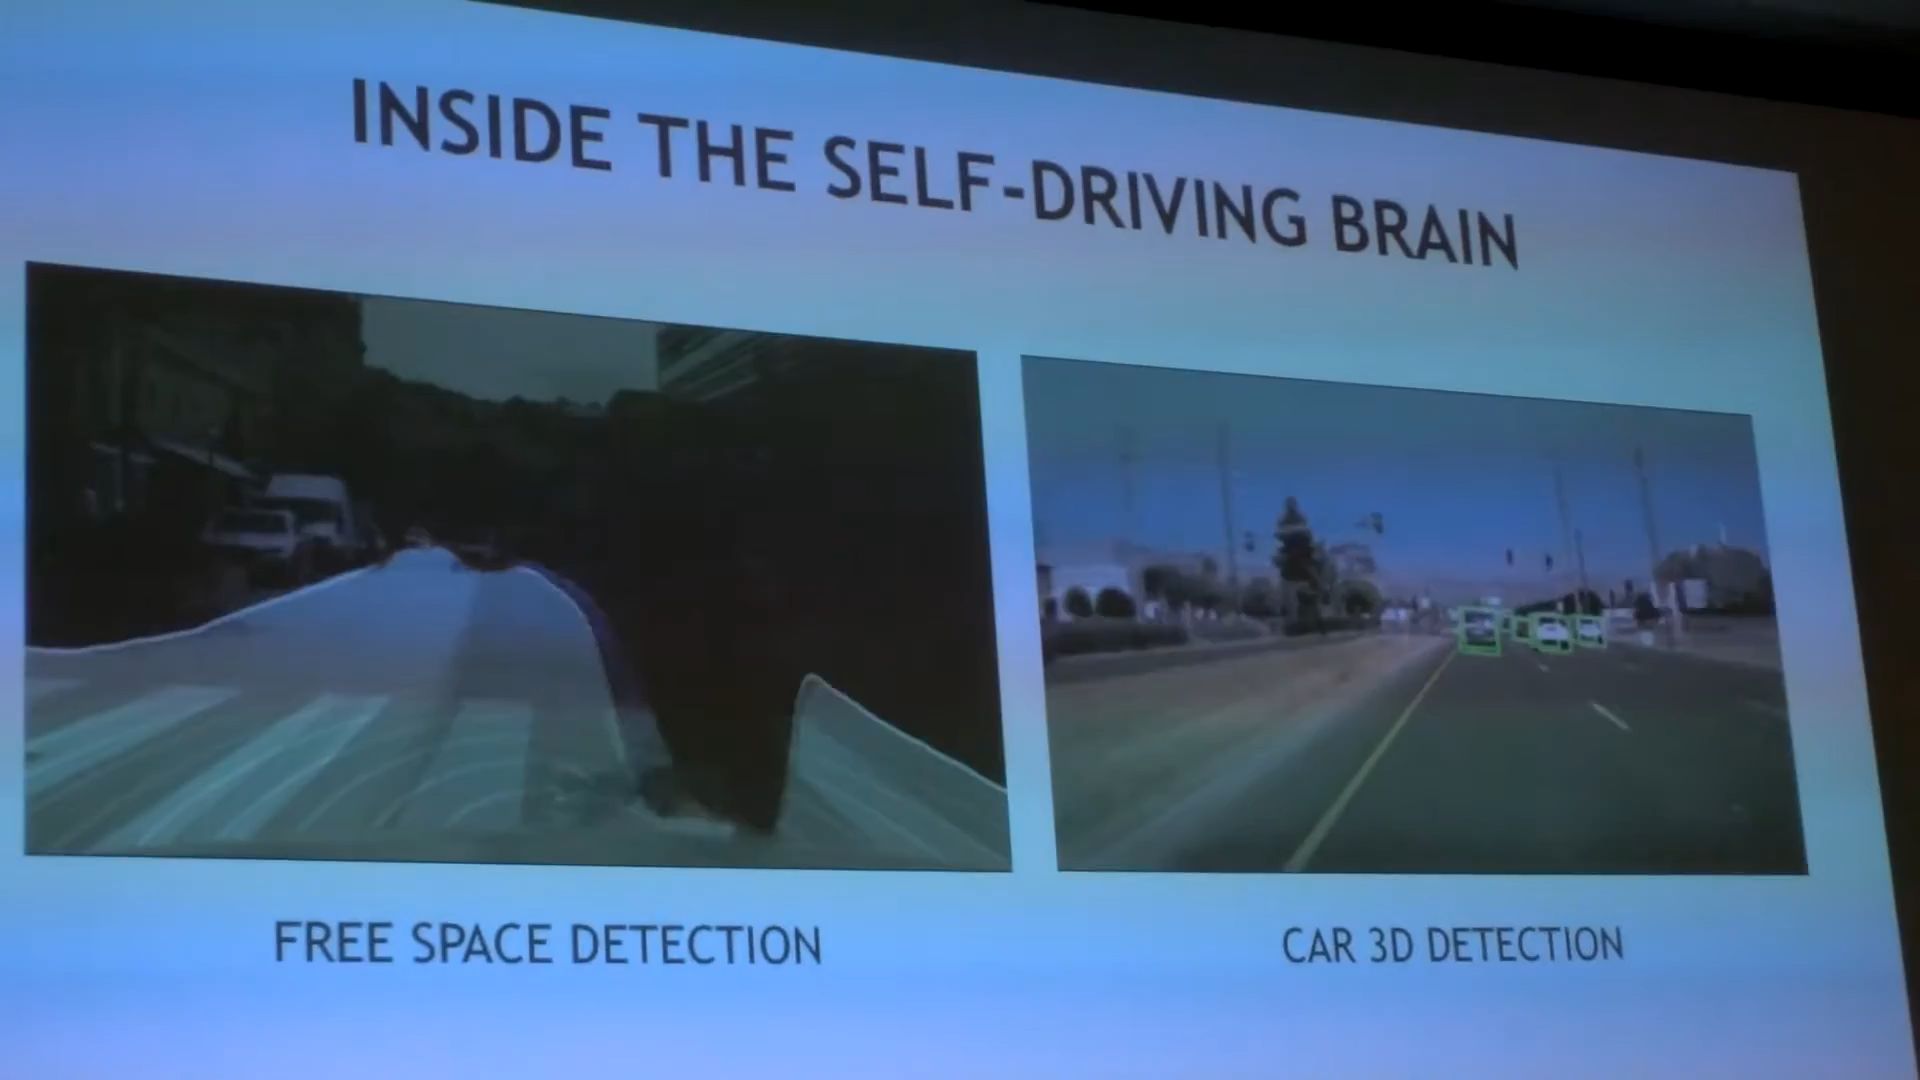 INSIDE THE SELF-DRIVING BRAIN
FREE SPACE DETECTION
CAR 3D DETECTION